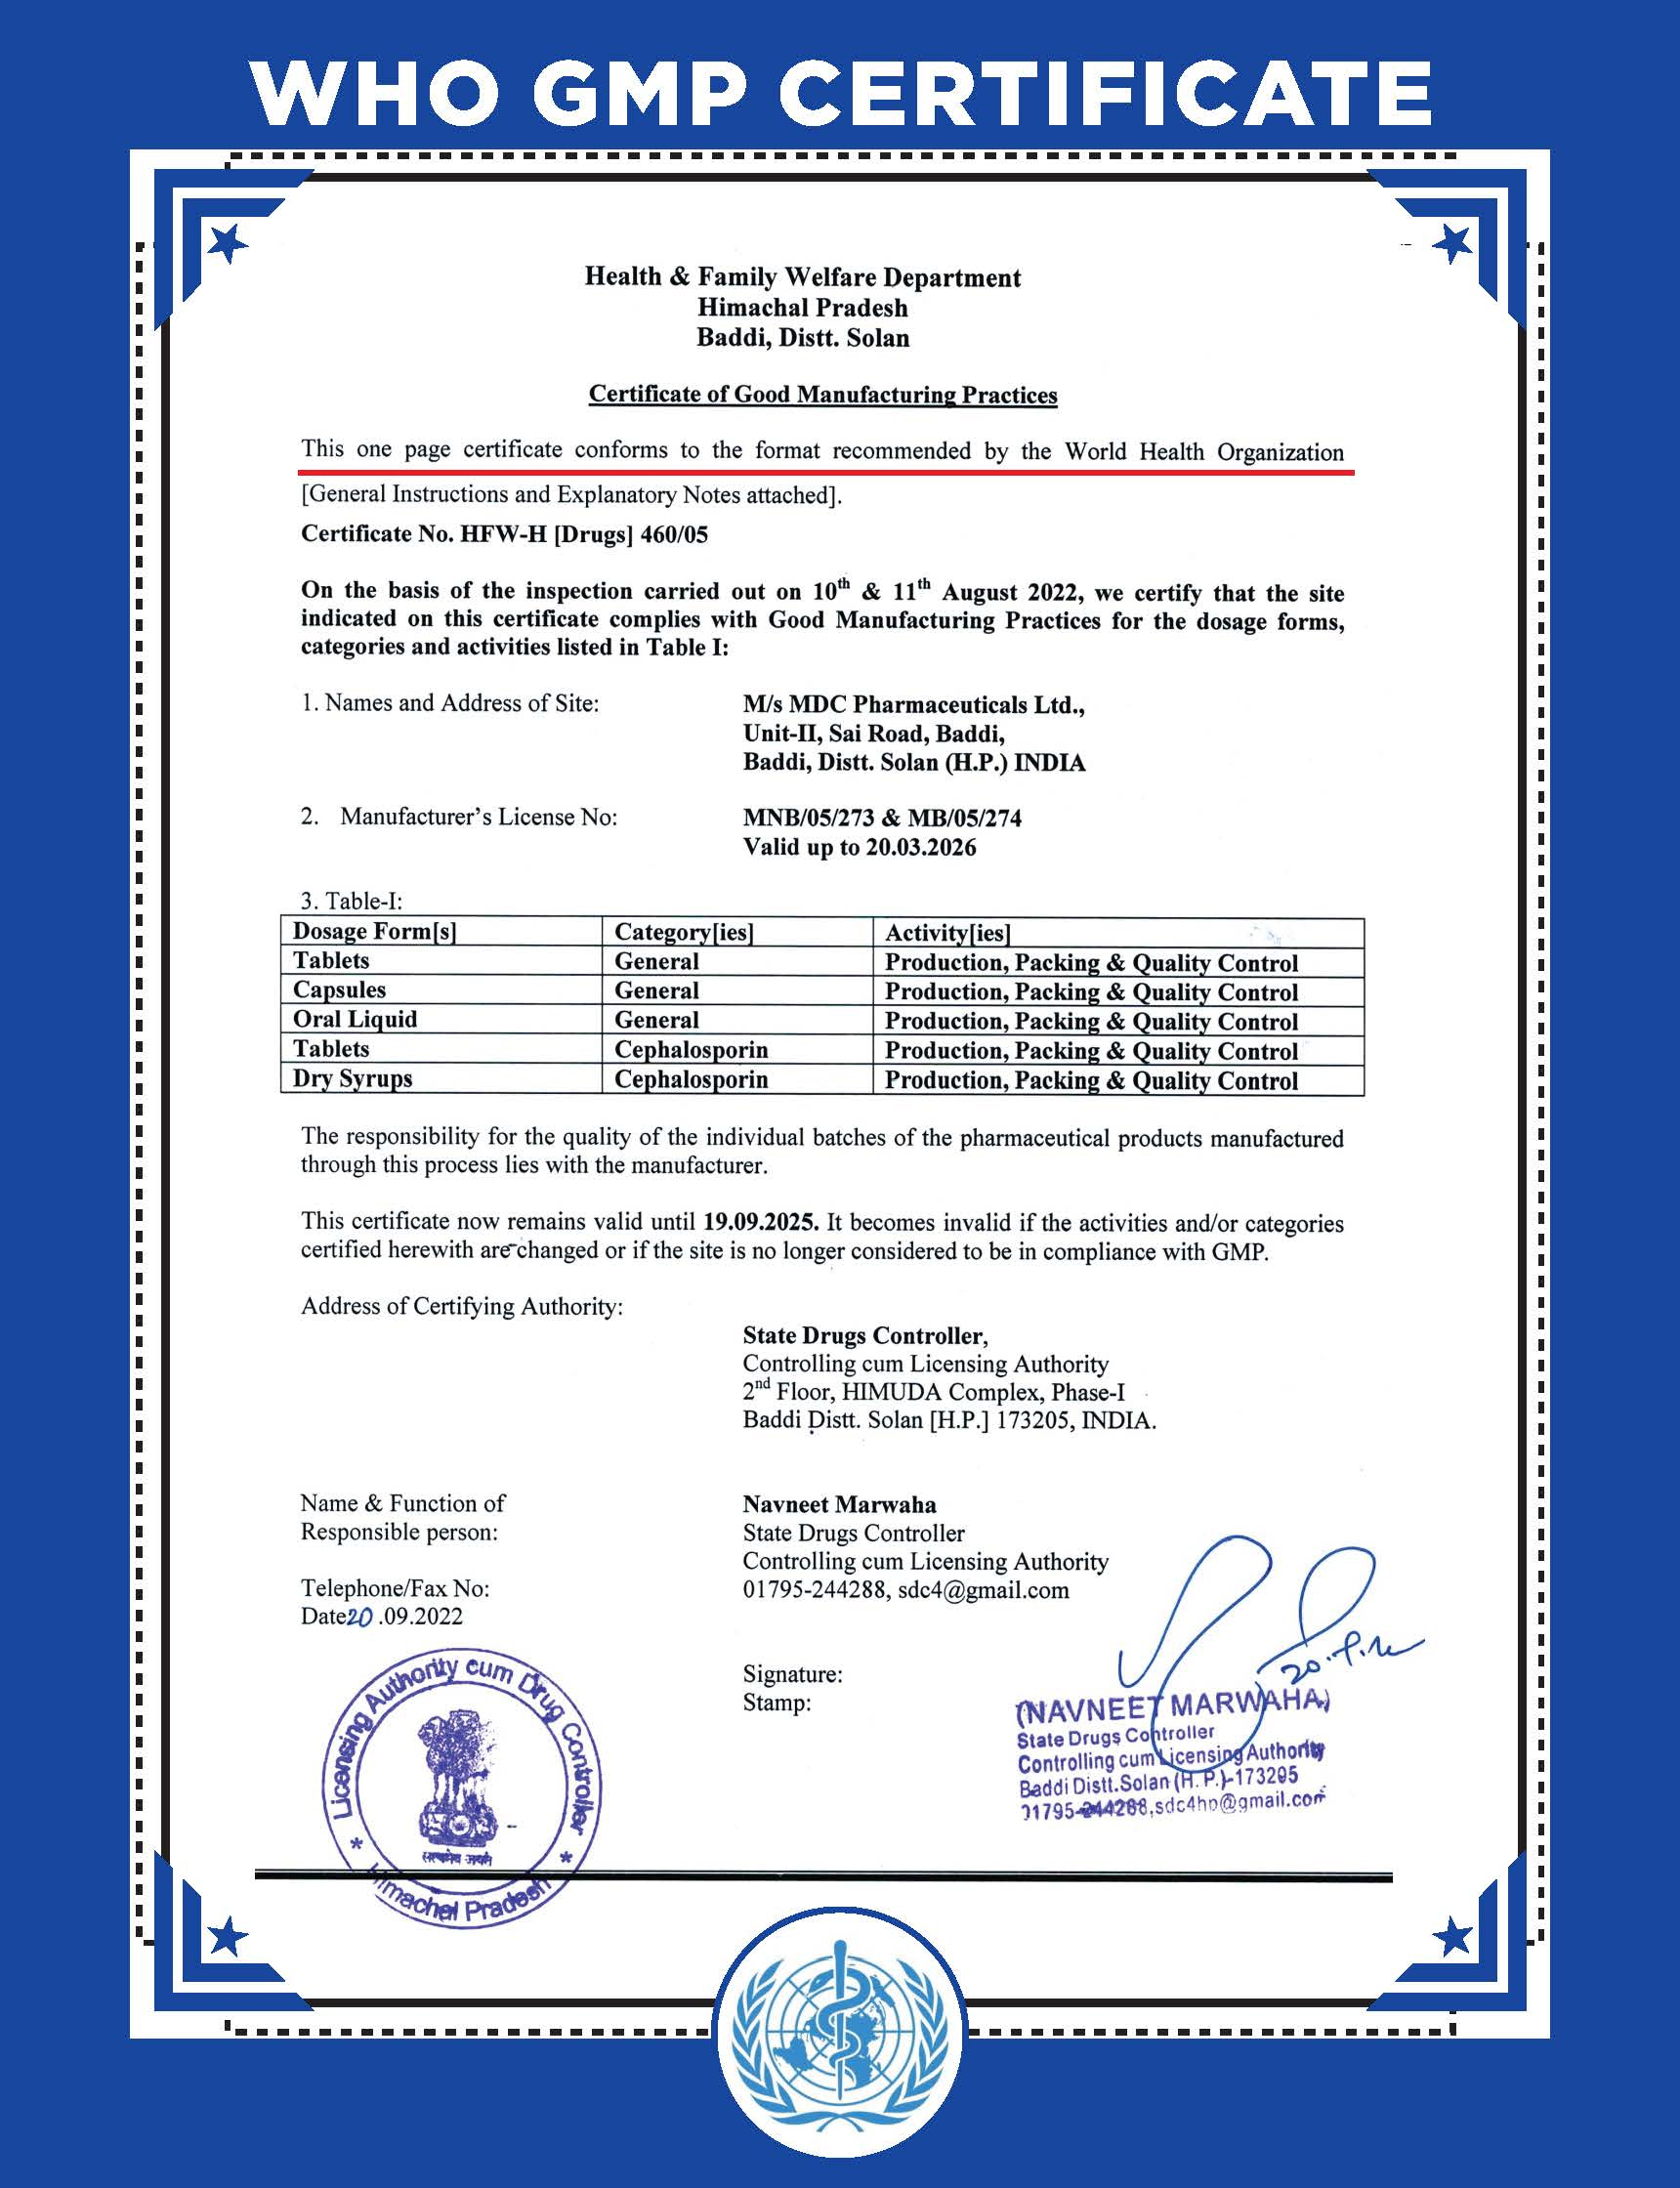 WHO GMP CERTIFICATE
Health & Family Welfare Department
Himachal Pradesh
Baddi, Distt. Solan
Certificate of Good Manufacturing Practices
This one page certificate conforms to the format recommended by the World Health Organization
[General Instructions and Explanatory Notes attached].
Certificate No. HFW-H [Drugs] 460/05
On the basis of the inspection carried out on 10th & 11th August 2022, we certify that the site
indicated on this certificate complies with Good Manufacturing Practices for the dosage forms,
categories and activities listed in Table I:
1. Names and Address of Site: M/s MDC Pharmaceuticals Ltd.,
Unit-II, Sai Road, Baddi,
Baddi, Distt. Solan (H.P.) INDIA
2. Manufacturer's License No: MNB/05/273 & MB/05/274
Valid up to 20.03.2026
3. Table-I:
Dosage Form[s] Category[ies] Activity[ies]
Tablets General Production, Packing & Quality Control
Capsules General Production, Packing & Quality Control
Oral Liquid General Production, Packing & Quality Control
Tablets Cephalosporin Production, Packing & Quality Control
Dry Syrups Cephalosporin Production, Packing & Quality Control
The responsibility for the quality of the individual batches of the pharmaceutical products manufactured
through this process lies with the manufacturer.
This certificate now remains valid until 19.09.2025. It becomes invalid if the activities and/or categories
certified herewith are changed or if the site is no longer considered to be in compliance with GMP.
Address of Certifying Authority:
State Drugs Controller,
Controlling cum Licensing Authority
2nd Floor, HIMUDA Complex, Phase-I
Baddi Distt. Solan [H.P.] 173205, INDIA.
Name & Function of Navneet Marwaha
Responsible person: State Drugs Controller
Controlling cum Licensing Authority
Telephone/Fax No: 01795-244288, sdc4@gmail.com
Date20.09.2022
Signature:
Stamp:
(NAVNEET MARWAHA)
State Drugs Controller
Controlling cum Licensing Authority
Baddi Distt.Solan (H. P.)-173205
01795-244288,sdc4hp@gmail.com
Licensing Authority cum Drug Controller
* Himachal Pradesh *
सत्यमेव जयते